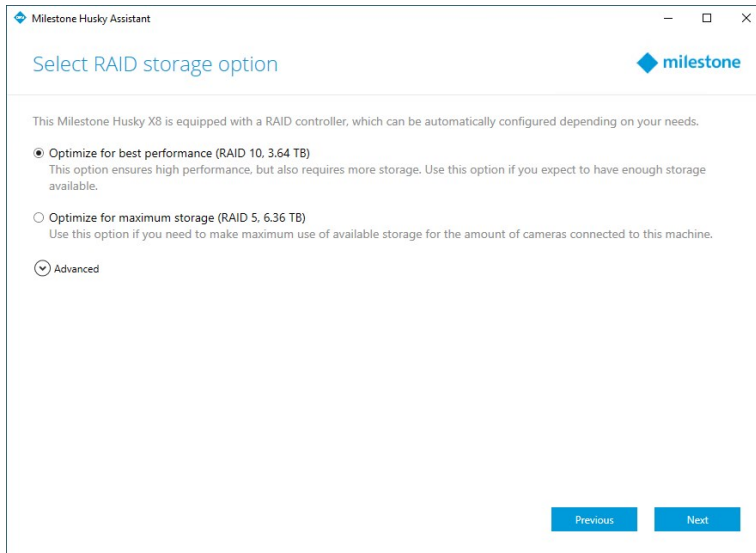 Milestone Husky Assistant
Select RAID storage option
milestone
This Milestone Husky X8 is equipped with a RAID controller, which can be automatically configured depending on your needs.
Optimize for best performance (RAID 10, 3.64 TB)
This option ensures high performance, but also requires more storage. Use this option if you expect to have enough storage
available.
Optimize for maximum storage (RAID 5, 6.36 TB)
Use this option if you need to make maximum use of available storage for the amount of cameras connected to this machine.
Advanced
Previous
Next